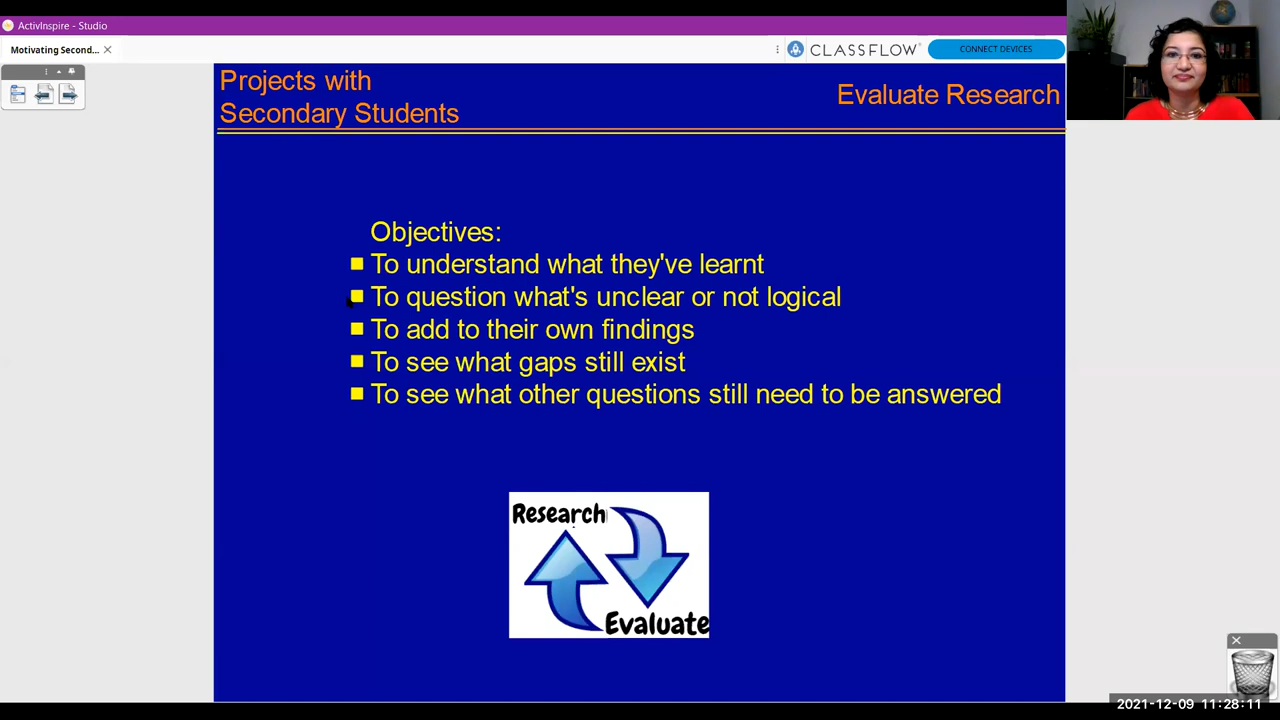 ActivInspire - Studio
Motivating Second...
CLASSFLOW
CONNECT DEVICES
Projects with
Secondary Students
Evaluate Research
Objectives:
To understand what they've learnt
To question what's unclear or not logical
To add to their own findings
To see what gaps still exist
To see what other questions still need to be answered
Research
Evaluate
2021-12-09 11:28:11